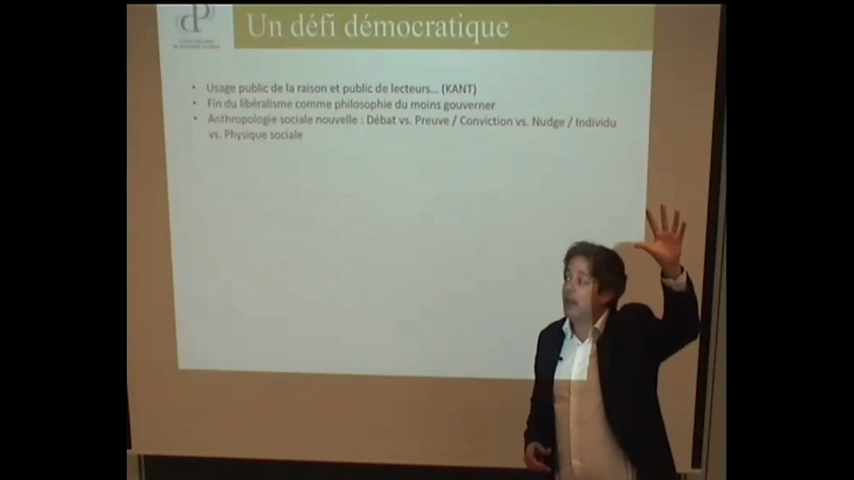 Un défi démocratique
• Usage public de la raison et public de lecteurs... (KANT)
• Fin du libéralisme comme philosophie du moins gouverner
• Anthropologie sociale nouvelle : Débat vs. Preuve / Conviction vs. Nudge / Individu
vs. Physique sociale